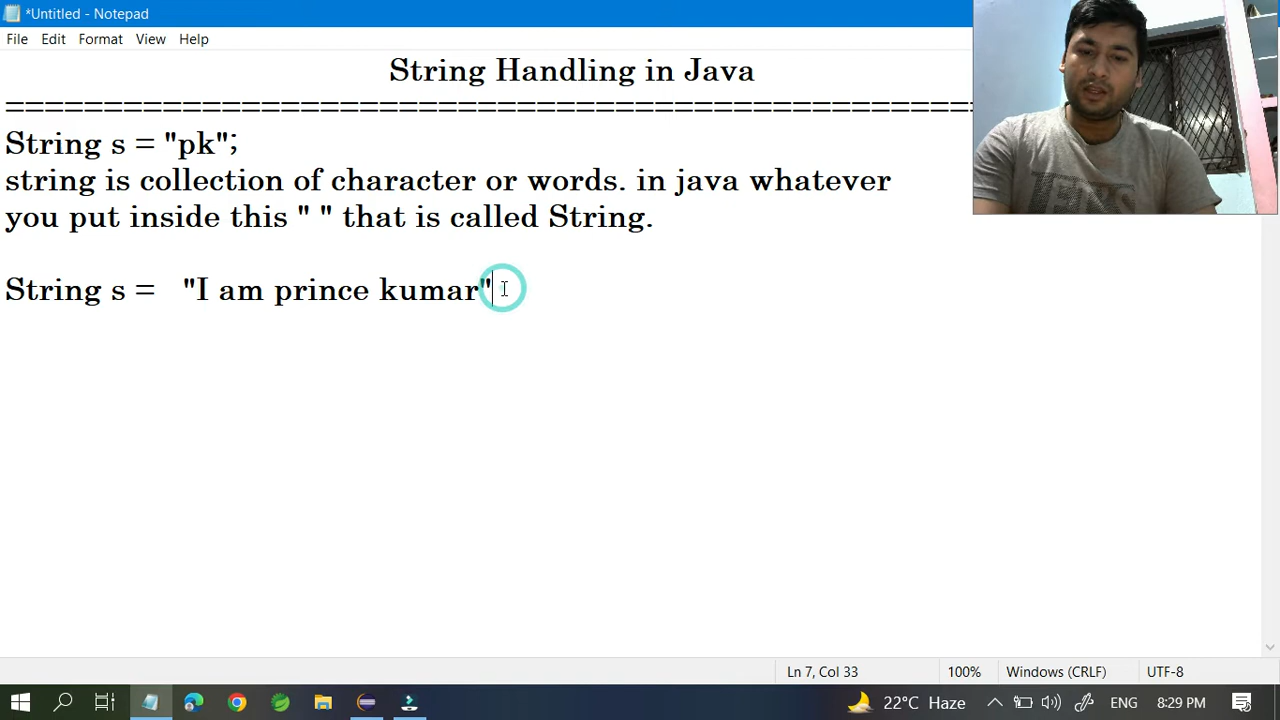 *Untitled - Notepad
File Edit Format View Help
String Handling in Java
==================================================
String s = "pk";
string is collection of character or words. in java whatever
you put inside this " " that is called String.
String s =   "I am prince kumar"
Ln 7, Col 33 100% Windows (CRLF) UTF-8
22°C Haze ENG 8:29 PM